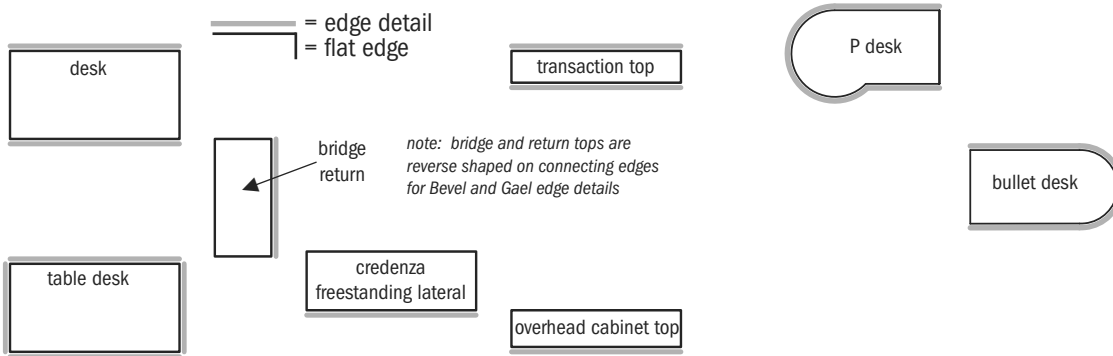 = edge detail
= flat edge
desk
transaction top
P desk
bridge
return
note: bridge and return tops are
reverse shaped on connecting edges
for Bevel and Gael edge details
bullet desk
table desk
credenza
freestanding lateral
overhead cabinet top